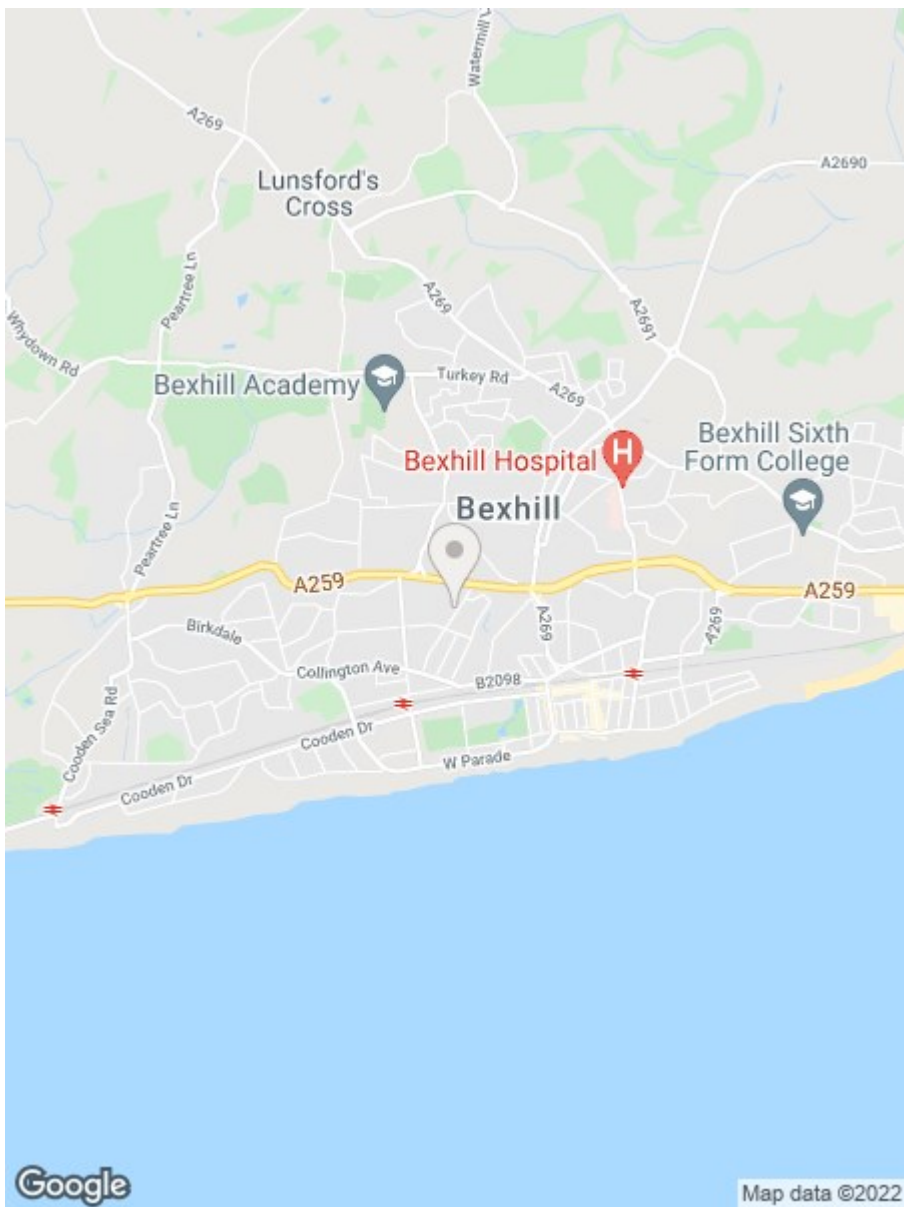 Watermill
A269
A2690
Lunsford's
Cross
Peartree Ln
A269
A2691
Whydown Rd
Turkey Rd
Bexhill Academy
A269
Bexhill Sixth
Form College
Bexhill Hospital
H
Bexhill
Peartree Ln
A259
A259
A269
A269
Birkdale
Collington Ave
B2098
Cooden Sea Rd
Cooden Dr
W Parade
Cooden Dr
Google
Map data ©2022